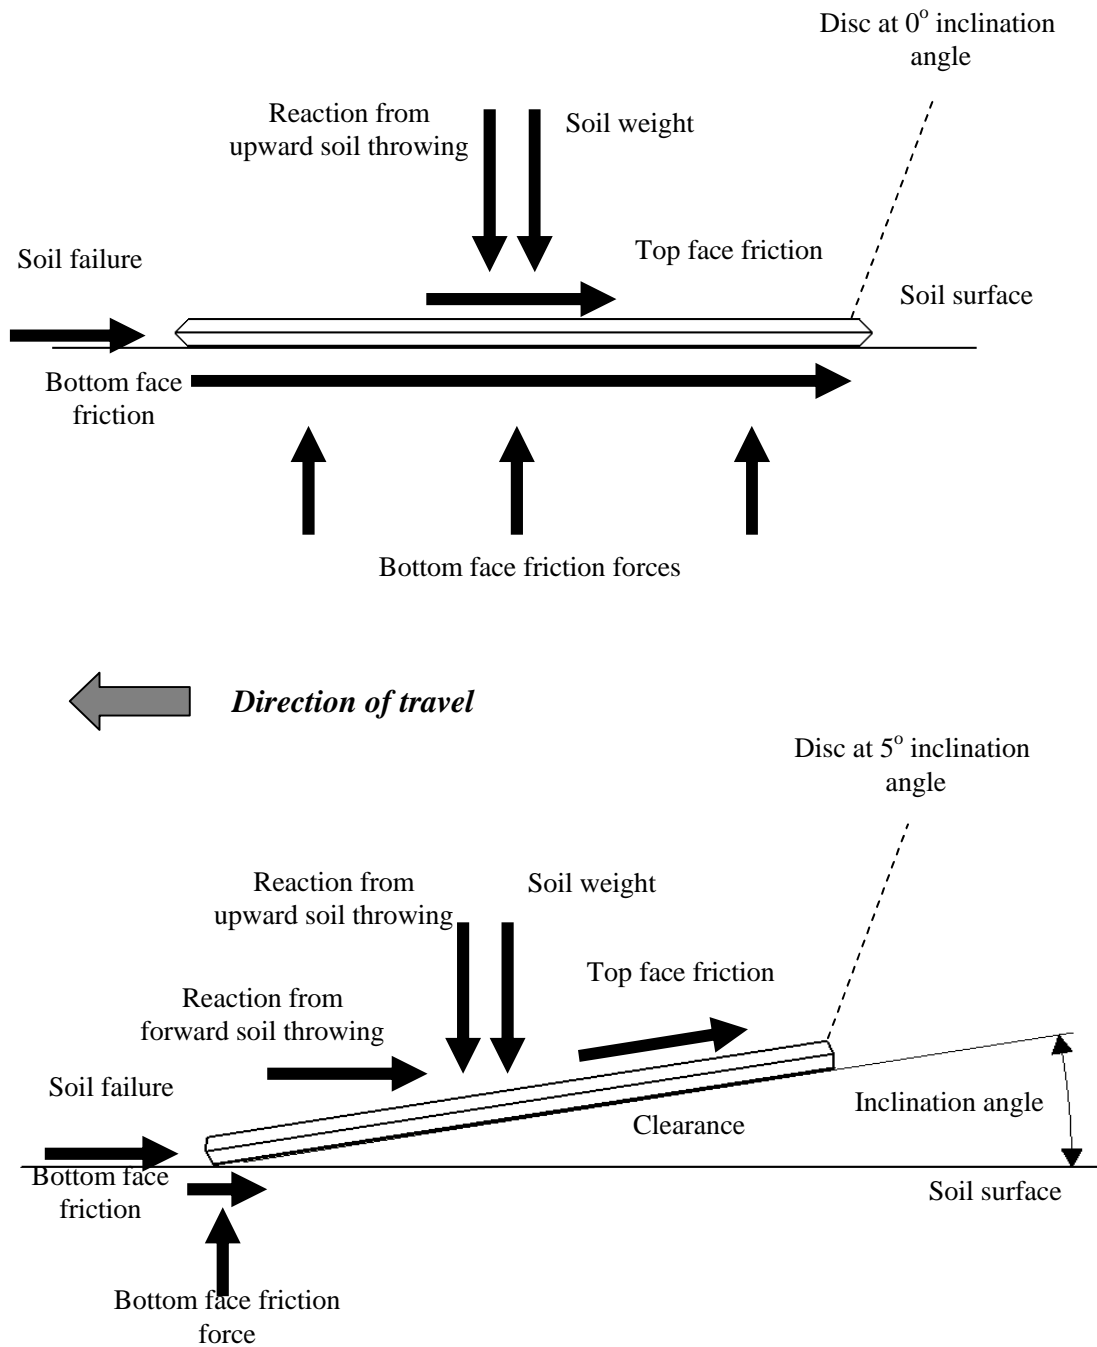 Disc at 0° inclination
angle
Reaction from
upward soil throwing
Soil weight
Soil failure
Top face friction
Soil surface
Bottom face
friction
Bottom face friction forces
Direction of travel
Disc at 5° inclination
angle
Reaction from
upward soil throwing
Soil weight
Top face friction
Reaction from
forward soil throwing
Soil failure
Inclination angle
Clearance
Bottom face
friction
Soil surface
Bottom face friction
force